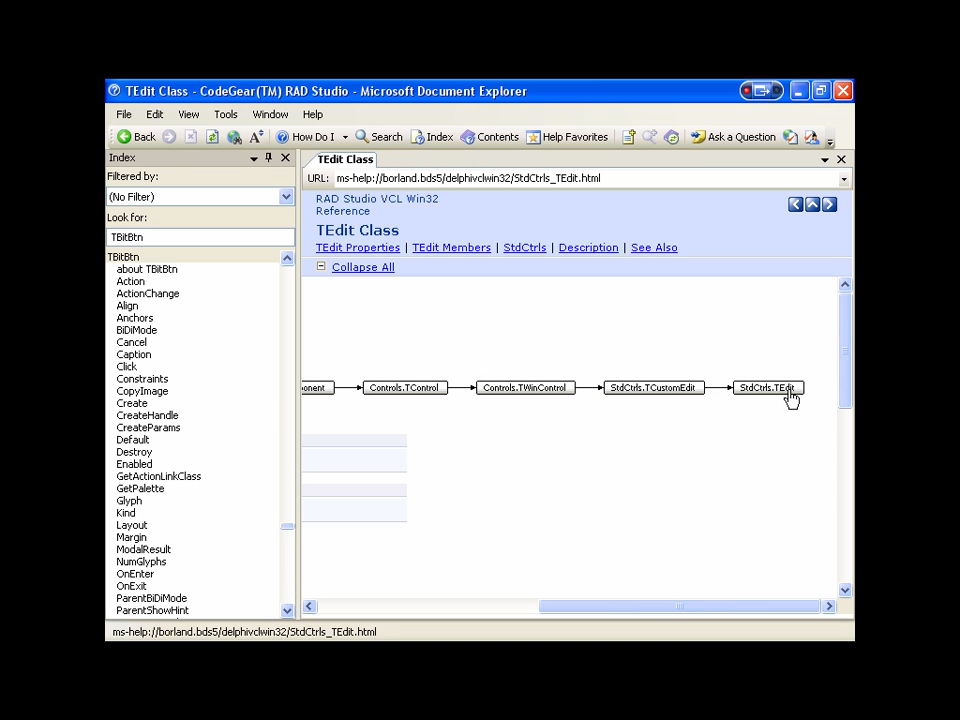 TEdit Class - CodeGear(TM) RAD Studio - Microsoft Document Explorer
File Edit View Tools Window Help
Back How Do I Search Index Contents Help Favorites Ask a Question
Index
Filtered by:
(No Filter)
Look for:
TBitBtn
TBitBtn
about TBitBtn
Action
ActionChange
Align
Anchors
BiDiMode
Cancel
Caption
Click
Constraints
CopyImage
Create
CreateHandle
CreateParams
Default
Destroy
Enabled
GetActionLinkClass
GetPalette
Glyph
Kind
Layout
Margin
ModalResult
NumGlyphs
OnEnter
OnExit
ParentBiDiMode
ParentShowHint
TEdit Class
URL: ms-help://borland.bds5/delphivclwin32/StdCtrls_TEdit.html
RAD Studio VCL Win32
Reference
TEdit Class
TEdit Properties | TEdit Members | StdCtrls | Description | See Also
Collapse All
onent Controls.TControl Controls.TWinControl StdCtrls.TCustomEdit StdCtrls.TEdit
ms-help://borland.bds5/delphivclwin32/StdCtrls_TEdit.html